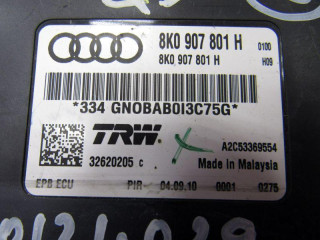 8K0 907 801 H 0100
8K0 907 801 H H09
*334 GNOBAB0I3C75G*
TRW
A2C53369554
32620205 C Made in Malaysia
EPB ECU PIR- 04.09.10 0001 0275